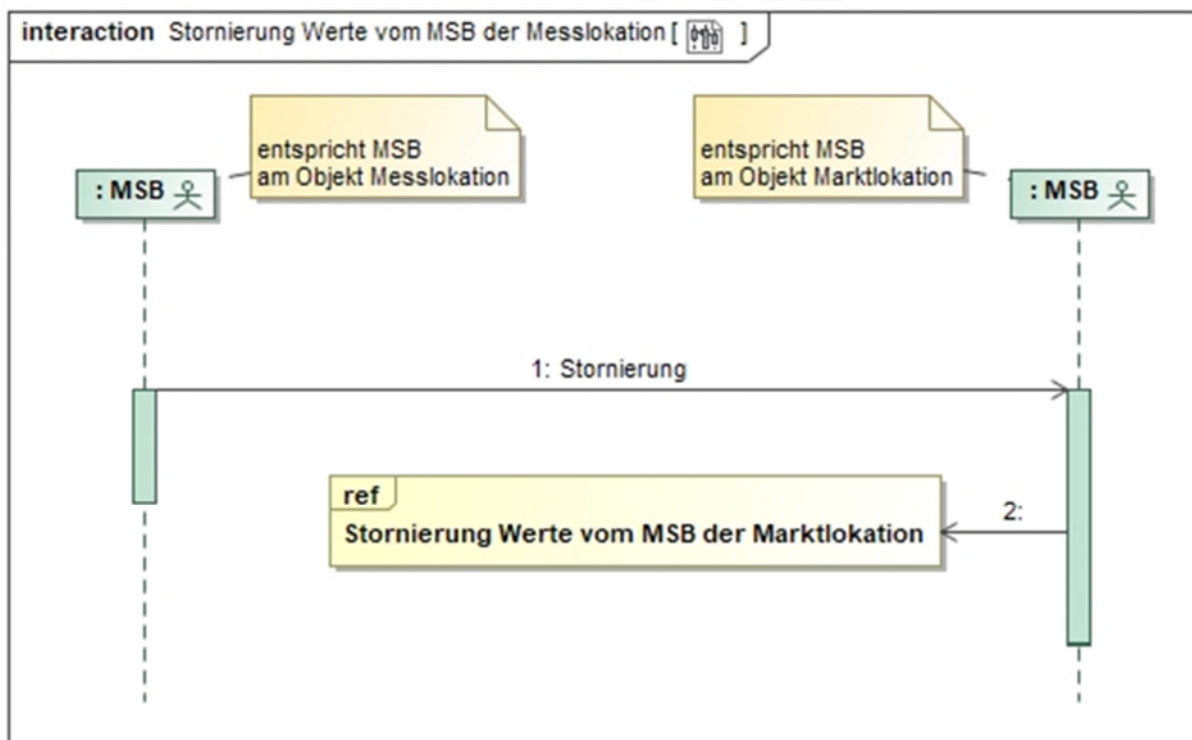 interaction Stornierung Werte vom MSB der Messlokation [ ]
entspricht MSB
am Objekt Messlokation
entspricht MSB
am Objekt Marktlokation
: MSB
: MSB
1: Stornierung
ref
Stornierung Werte vom MSB der Marktlokation
2: